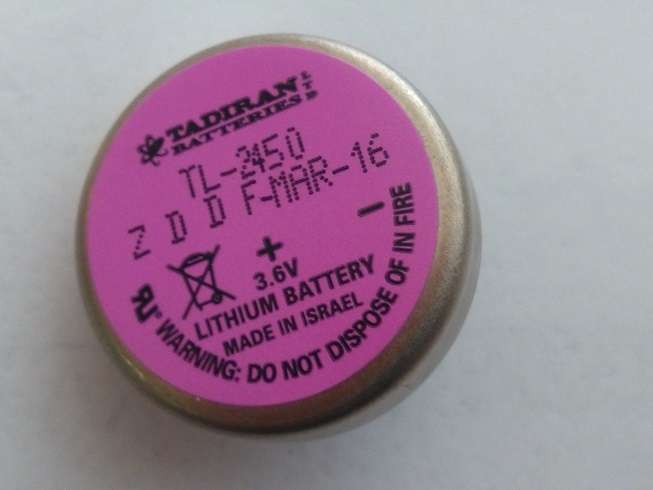 TADIRAN LTD
BATTERIES
TL-2450
Z D D F-MAR-16
+ −
3.6V
LITHIUM BATTERY
MADE IN ISRAEL
WARNING: DO NOT DISPOSE OF IN FIRE